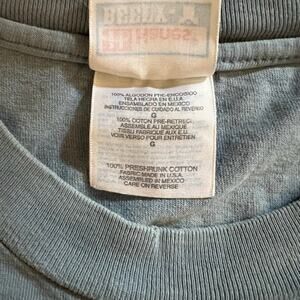 100% ALGODON PRE-ENCOGIDO
TELA HECHA EN E.U.A.
ENSAMBLADO EN MEXICO
INSTRUCCIONES DE CUIDADO AL REVERSO
G
100% COTON PRE-RETRECI
ASSEMBLE AU MEXIQUE
TISSU FABRIQUE AUX E.U.
VOIR VERSO POUR ENTRETIEN
G
100% PRESHRUNK COTTON
FABRIC MADE IN U.S.A.
ASSEMBLED IN MEXICO
CARE ON REVERSE